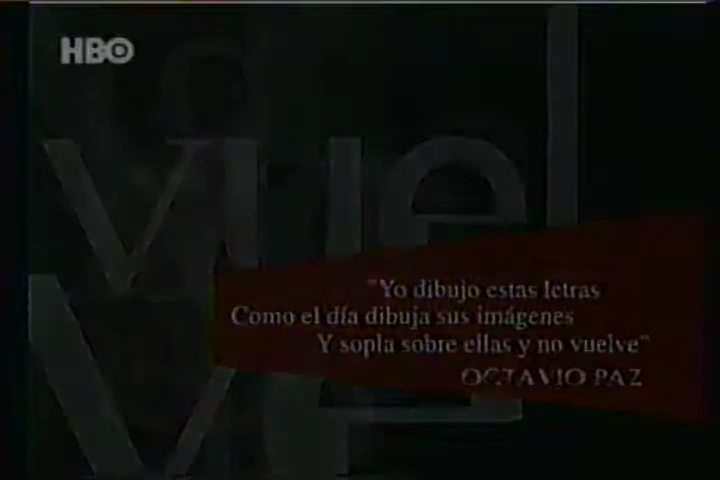 HBO
vuel
"Yo dibujo estas letras
Como el día dibuja sus imágenes
Y sopla sobre ellas y no vuelve"
OCTAVIO PAZ